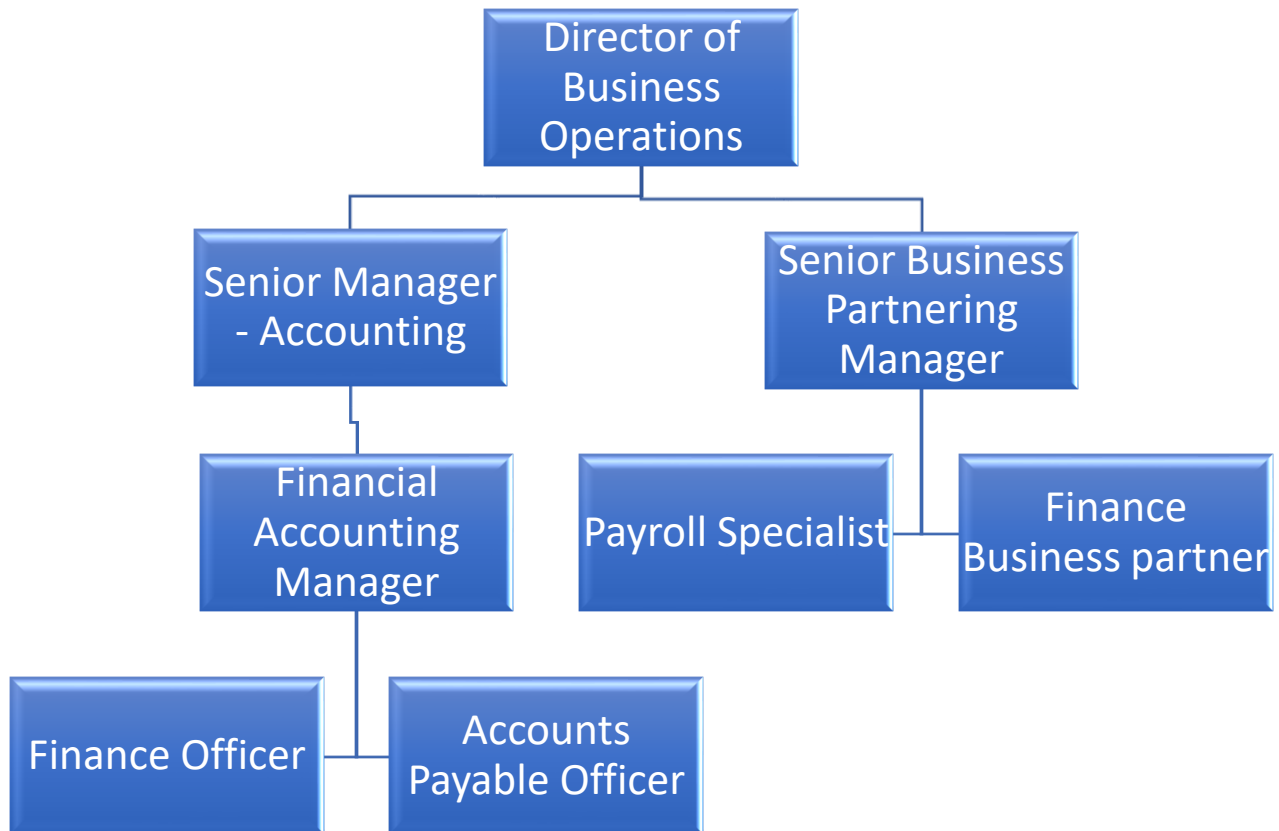 Director of
Business
Operations
Senior Manager
- Accounting
Senior Business
Partnering
Manager
Financial
Accounting
Manager
Payroll Specialist
Finance
Business partner
Finance Officer
Accounts
Payable Officer